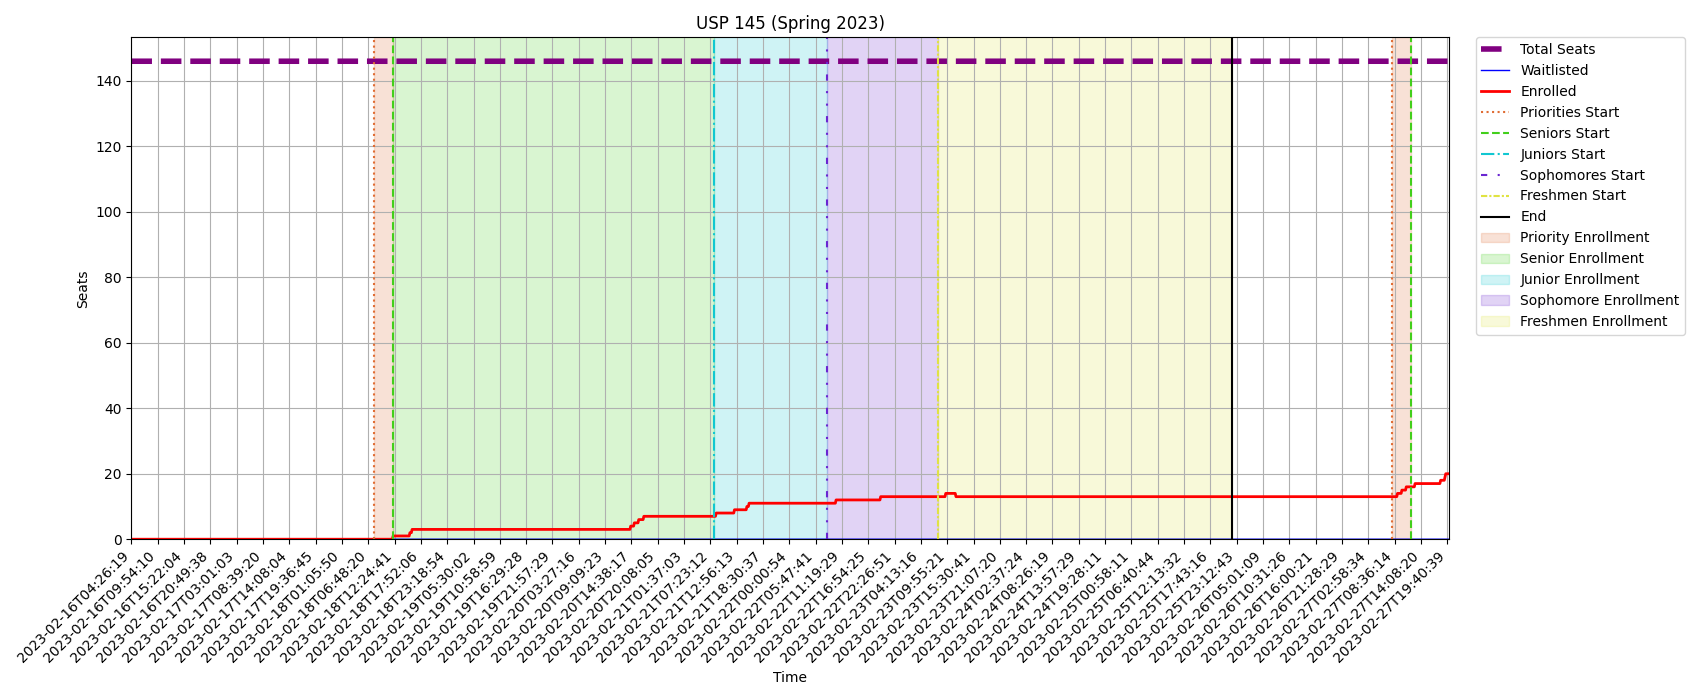 USP 145 (Spring 2023)
Seats
140
120
100
80
60
40
20
0
2023-02-16T04:26:19
2023-02-16T09:54:10
2023-02-16T15:22:04
2023-02-16T20:49:38
2023-02-17T03:01:03
2023-02-17T08:39:20
2023-02-17T14:08:04
2023-02-17T19:36:45
2023-02-18T01:05:50
2023-02-18T06:48:20
2023-02-18T12:24:41
2023-02-18T17:52:06
2023-02-18T23:18:54
2023-02-19T05:30:02
2023-02-19T10:58:59
2023-02-19T16:29:28
2023-02-19T21:57:29
2023-02-20T03:27:16
2023-02-20T09:09:23
2023-02-20T14:38:17
2023-02-20T20:08:05
2023-02-21T01:37:03
2023-02-21T07:23:12
2023-02-21T12:56:13
2023-02-21T18:30:37
2023-02-22T00:00:54
2023-02-22T05:47:41
2023-02-22T11:19:29
2023-02-22T16:54:25
2023-02-22T22:26:51
2023-02-23T04:13:16
2023-02-23T09:55:21
2023-02-23T15:30:41
2023-02-23T21:07:20
2023-02-24T02:37:24
2023-02-24T08:26:19
2023-02-24T13:57:29
2023-02-24T19:28:11
2023-02-25T00:58:11
2023-02-25T06:40:44
2023-02-25T12:13:32
2023-02-25T17:43:16
2023-02-25T23:12:43
2023-02-26T05:01:09
2023-02-26T10:31:26
2023-02-26T16:00:21
2023-02-26T21:28:29
2023-02-27T02:58:34
2023-02-27T08:36:14
2023-02-27T14:08:20
2023-02-27T19:40:39
Time
Total Seats
Waitlisted
Enrolled
Priorities Start
Seniors Start
Juniors Start
Sophomores Start
Freshmen Start
End
Priority Enrollment
Senior Enrollment
Junior Enrollment
Sophomore Enrollment
Freshmen Enrollment